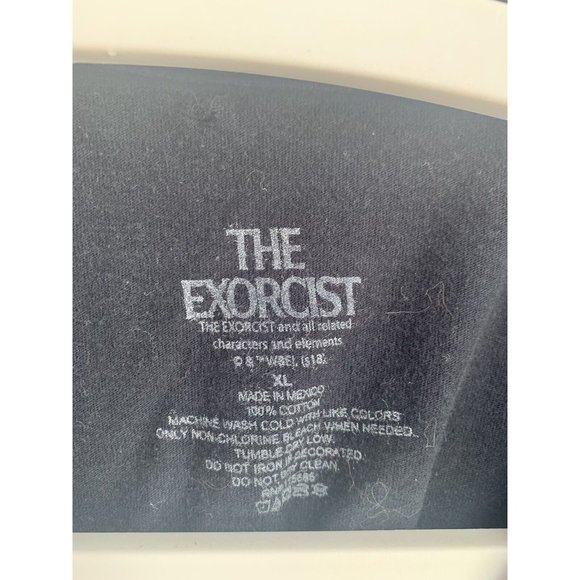 THE
EXORCIST
THE EXORCIST and all related
characters and elements
© & ™ WBEI. (s18)
XL
MADE IN MEXICO
100% COTTON
MACHINE WASH COLD WITH LIKE COLORS
ONLY NON-CHLORINE BLEACH WHEN NEEDED.
TUMBLE DRY LOW.
DO NOT IRON IF DECORATED.
DO NOT DRY CLEAN.